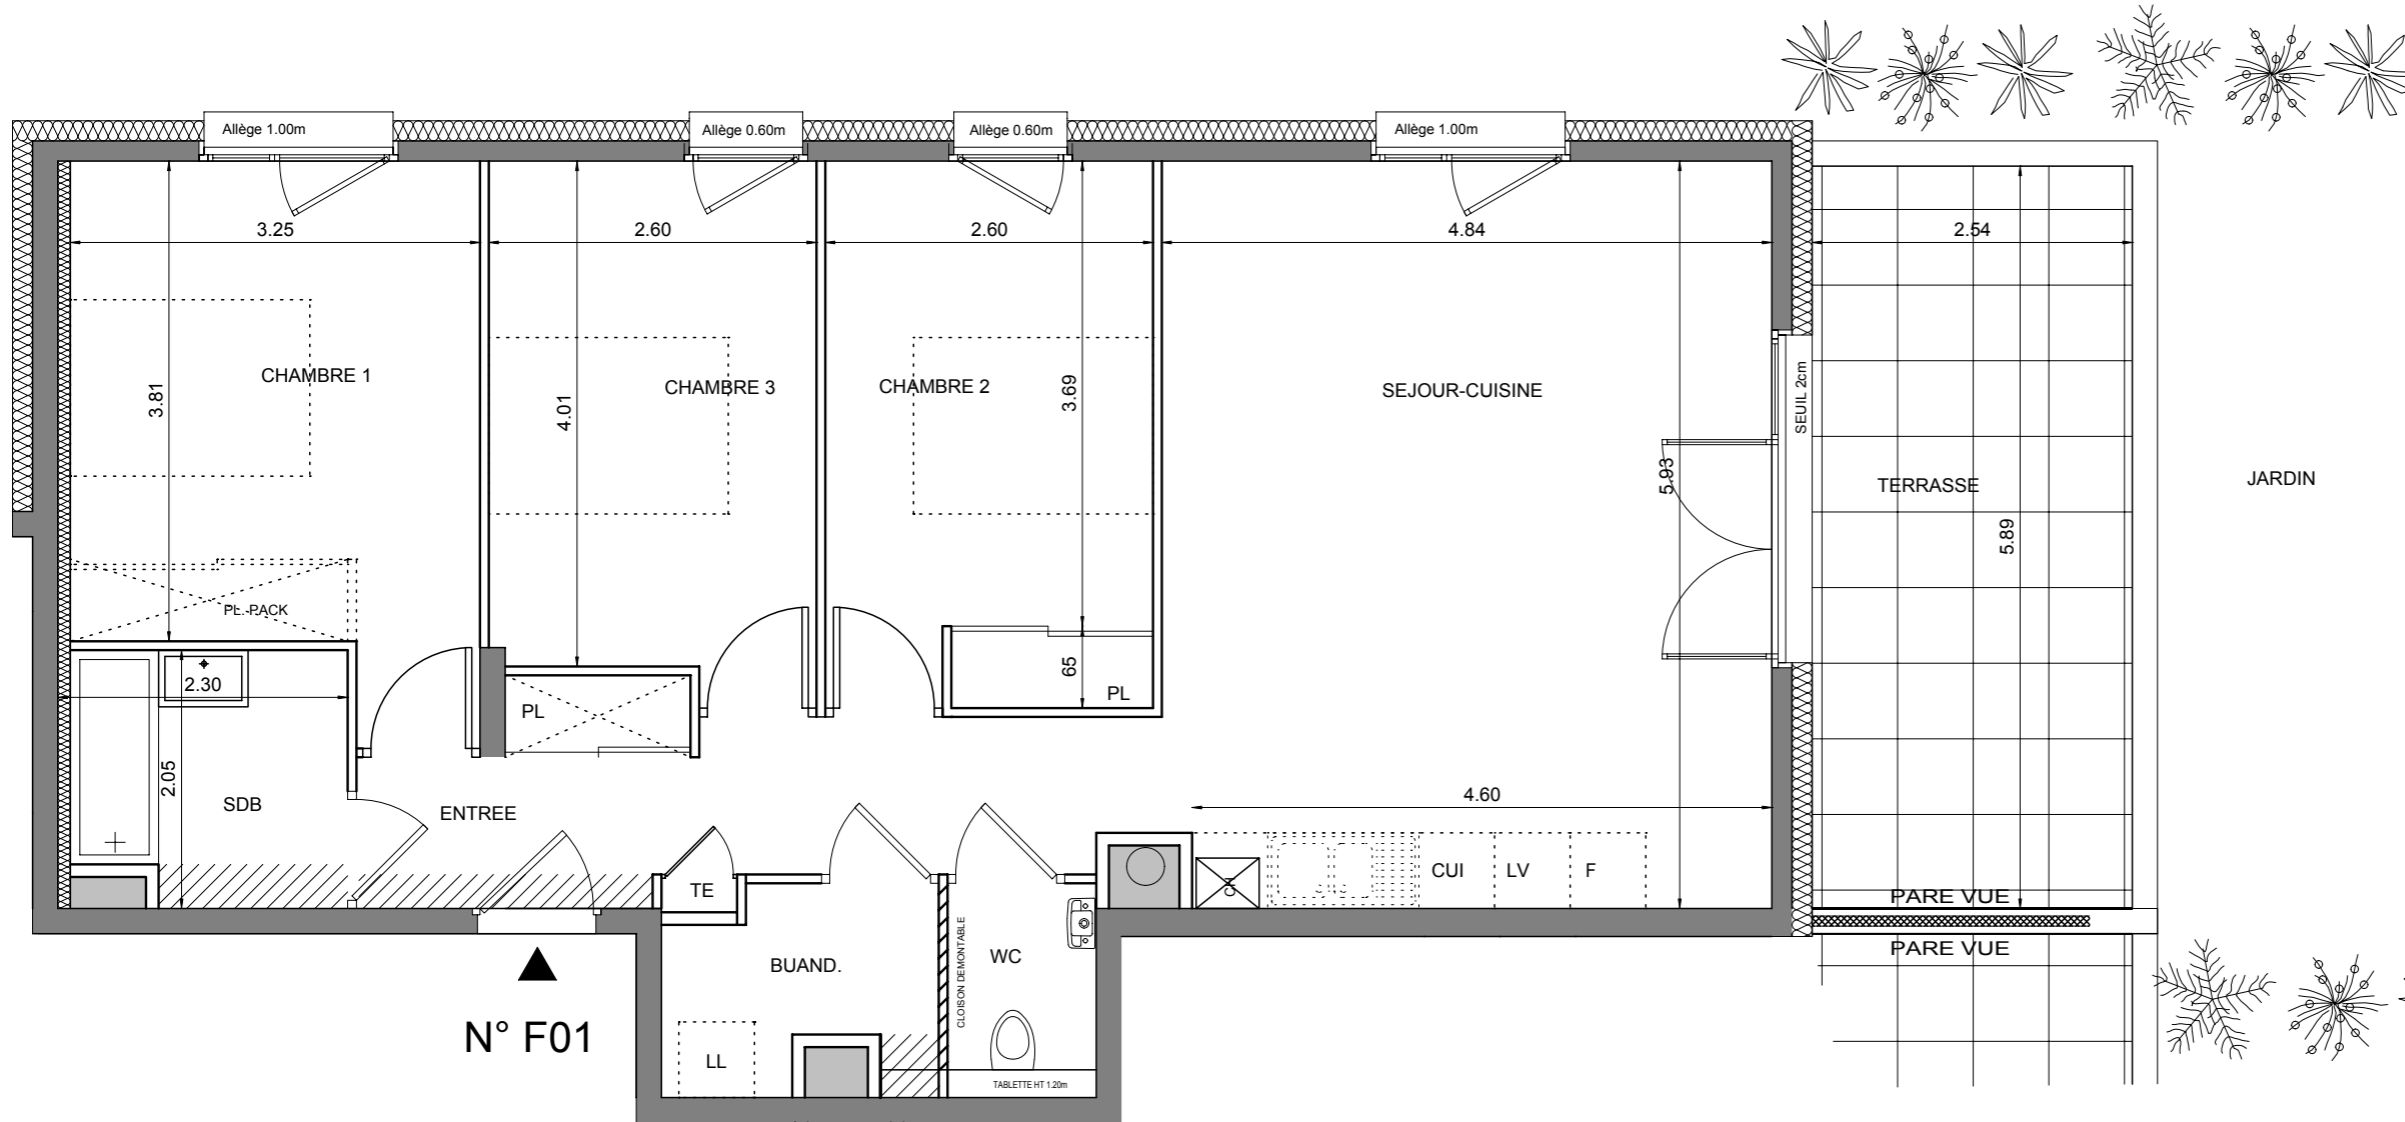 Allège 1.00m
Allège 0.60m
Allège 0.60m
Allège 1.00m
3.25
2.60
2.60
4.84
2.54
CHAMBRE 1
CHAMBRE 3
CHAMBRE 2
SEJOUR-CUISINE
3.81
4.01
3.69
5.93
SEUIL 2cm
TERRASSE
5.89
JARDIN
PL. PACK
65
PL
2.30
PL
2.05
SDB
ENTREE
4.60
TE
CH
CUI
LV
F
PARE VUE
PARE VUE
BUAND.
CLOISON DEMONTABLE
WC
N° F01
LL
TABLETTE HT 1.20m